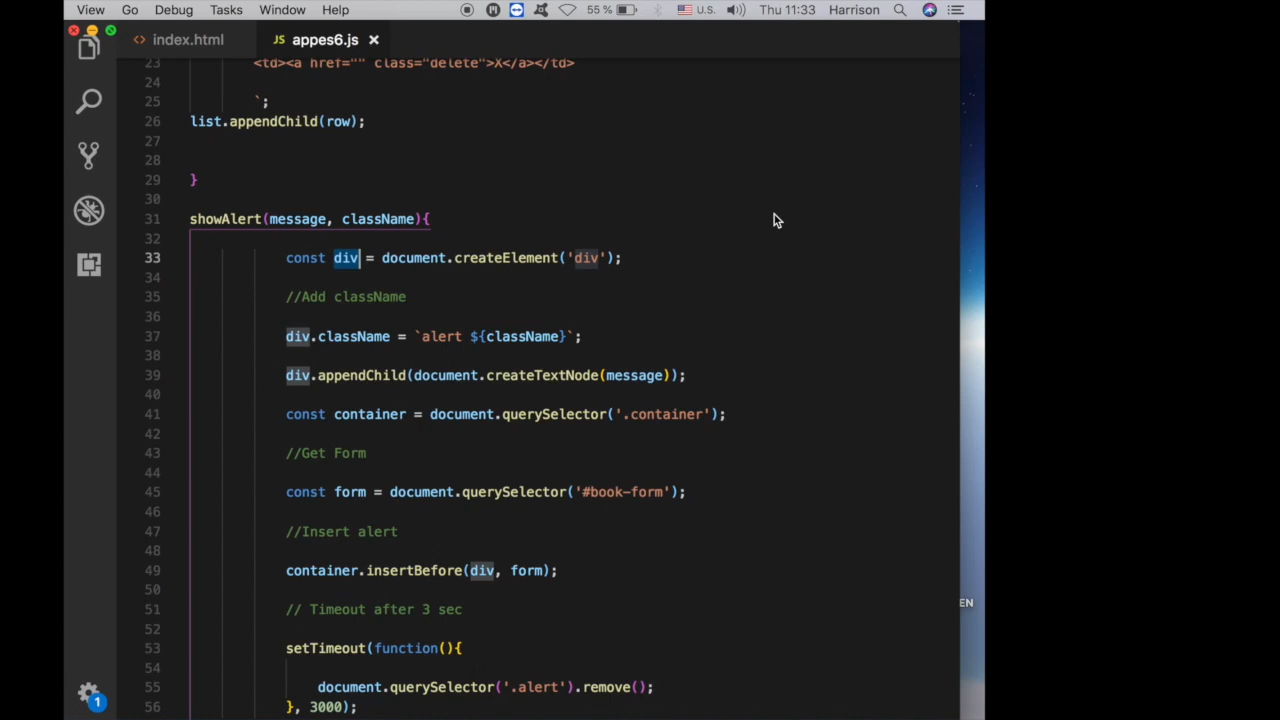 View Go Debug Tasks Window Help 55 % U.S. Thu 11:33 Harrison
<> index.html JS appes6.js ×
23 <td><a href="" class="delete">X</a></td>
24
25 `;
26 list.appendChild(row);
27
28
29 }
30
31 showAlert(message, className){
32
33 const div = document.createElement('div');
34
35 //Add className
36
37 div.className = `alert ${className}`;
38
39 div.appendChild(document.createTextNode(message));
40
41 const container = document.querySelector('.container');
42
43 //Get Form
44
45 const form = document.querySelector('#book-form');
46
47 //Insert alert
48
49 container.insertBefore(div, form);
50
51 // Timeout after 3 sec
52
53 setTimeout(function(){
54
55 document.querySelector('.alert').remove();
56 }, 3000);
EN
1